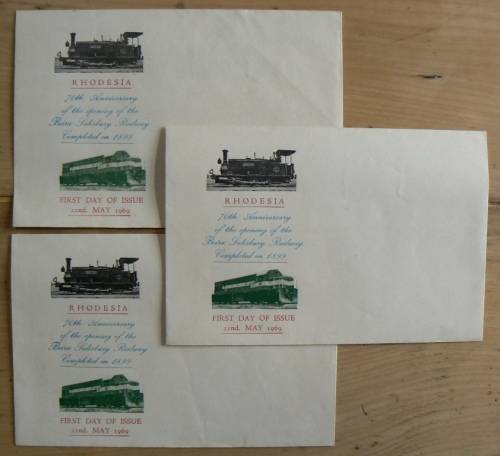 RHODESIA
70th Anniversary
of the opening of the
Beira Salisbury Railway
Completed in 1899
FIRST DAY OF ISSUE
22nd. MAY 1969
RHODESIA
70th Anniversary
of the opening of the
Beira Salisbury Railway
Completed in 1899
FIRST DAY OF ISSUE
22nd. MAY 1969
RHODESIA
70th Anniversary
of the opening of the
Beira Salisbury Railway
Completed in 1899
FIRST DAY OF ISSUE
22nd. MAY 1969